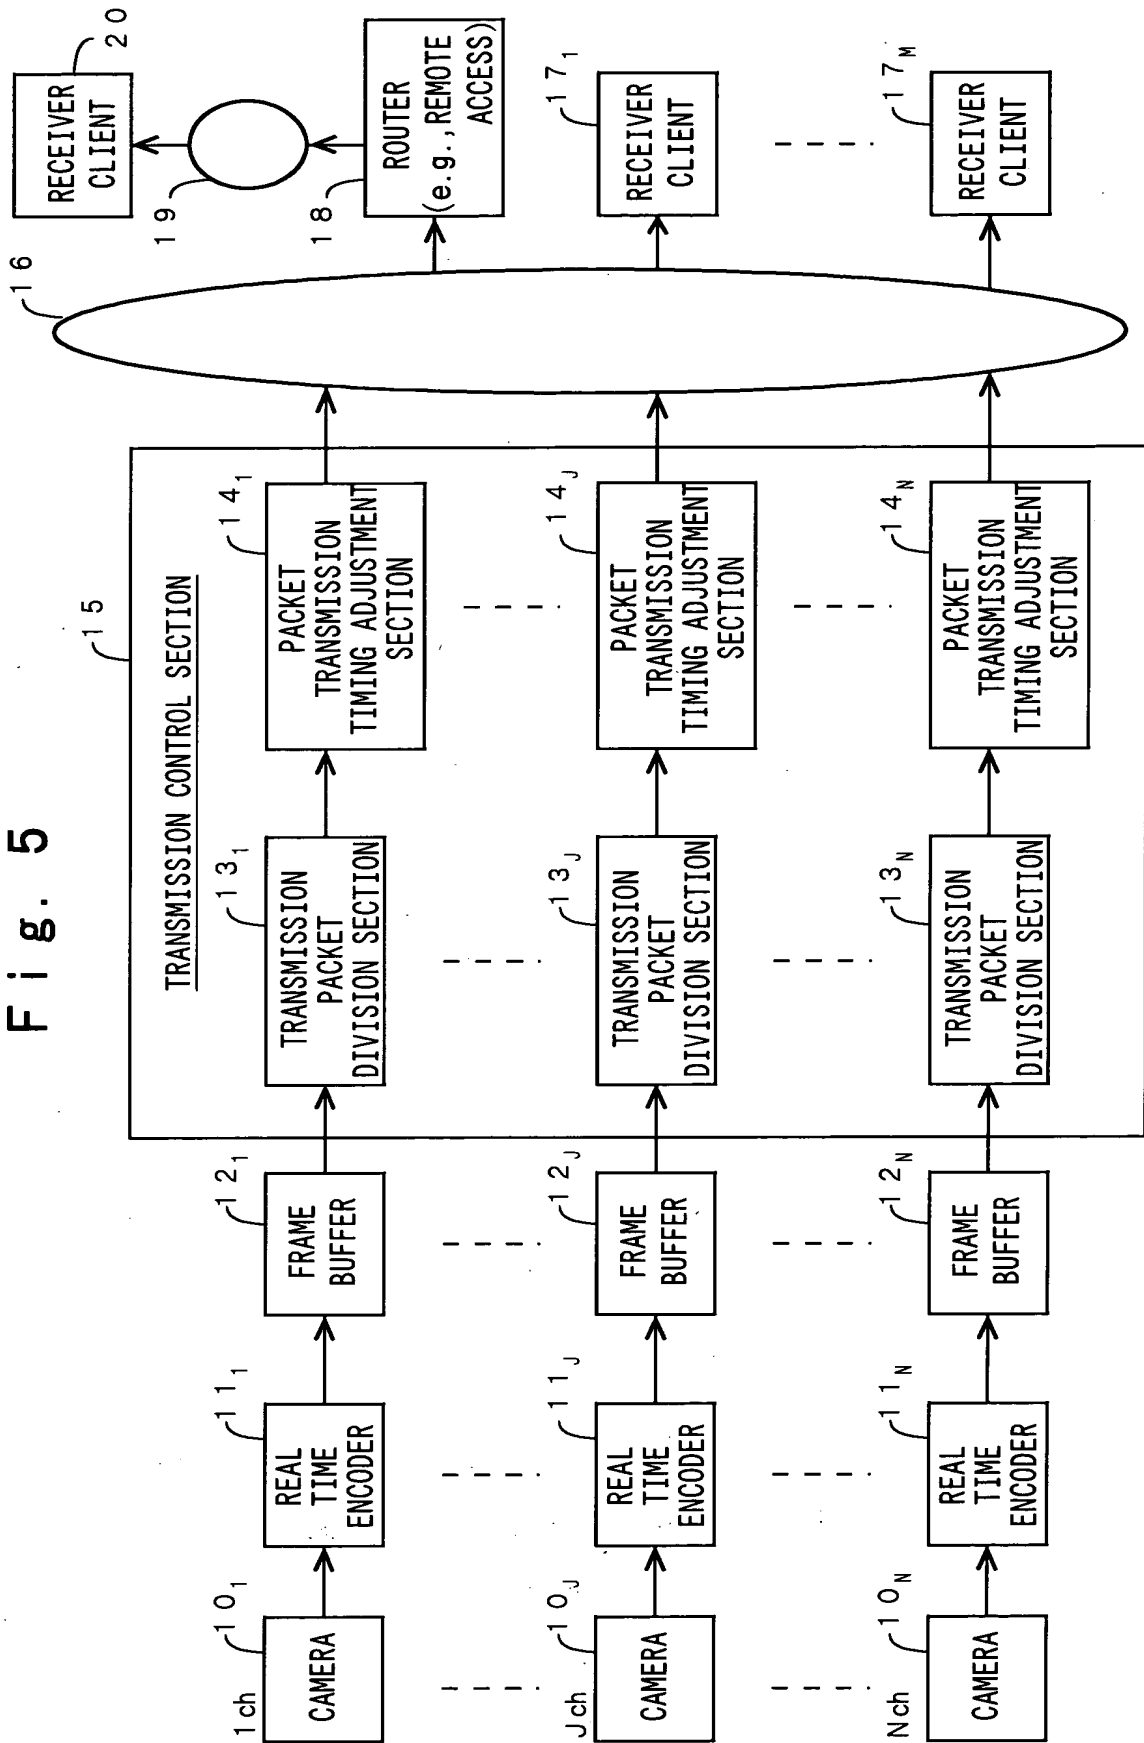 Fig. 5
15
TRANSMISSION CONTROL SECTION
16
1ch
10₁
CAMERA
11₁
REAL
TIME
ENCODER
12₁
FRAME
BUFFER
13₁
TRANSMISSION
PACKET
DIVISION SECTION
14₁
PACKET
TRANSMISSION
TIMING ADJUSTMENT
SECTION
20
RECEIVER
CLIENT
19
18
ROUTER
(e.g.,REMOTE
ACCESS)
Jch
10J
CAMERA
11J
REAL
TIME
ENCODER
12J
FRAME
BUFFER
13J
TRANSMISSION
PACKET
DIVISION SECTION
14J
PACKET
TRANSMISSION
TIMING ADJUSTMENT
SECTION
17₁
RECEIVER
CLIENT
Nch
10N
CAMERA
11N
REAL
TIME
ENCODER
12N
FRAME
BUFFER
13N
TRANSMISSION
PACKET
DIVISION SECTION
14N
PACKET
TRANSMISSION
TIMING ADJUSTMENT
SECTION
17M
RECEIVER
CLIENT